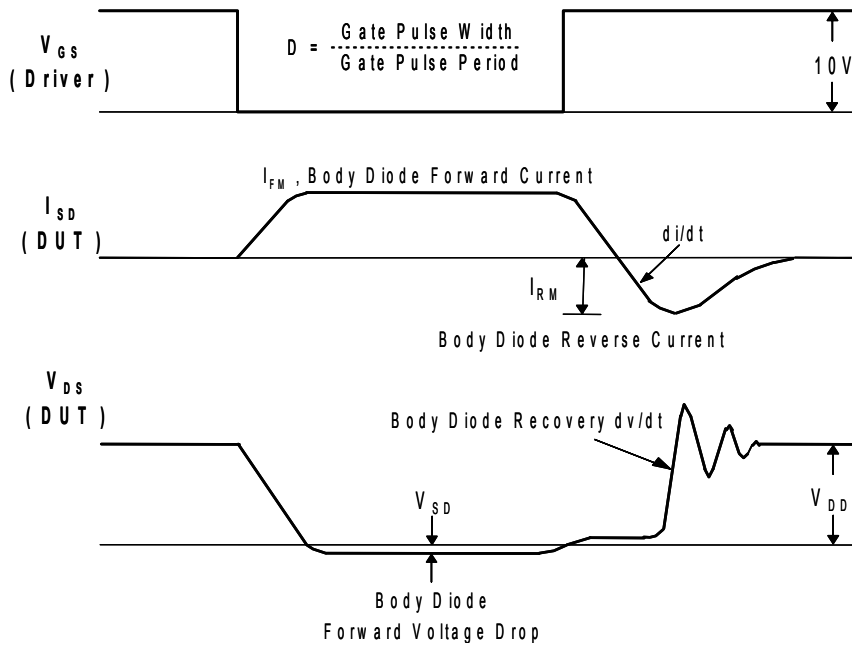 V GS
(Driver)
D = Gate Pulse Width
Gate Pulse Period
10V
I FM , Body Diode Forward Current
I SD
(DUT)
di/dt
I RM
Body Diode Reverse Current
V DS
(DUT)
Body Diode Recovery dv/dt
V SD
V DD
Body Diode
Forward Voltage Drop